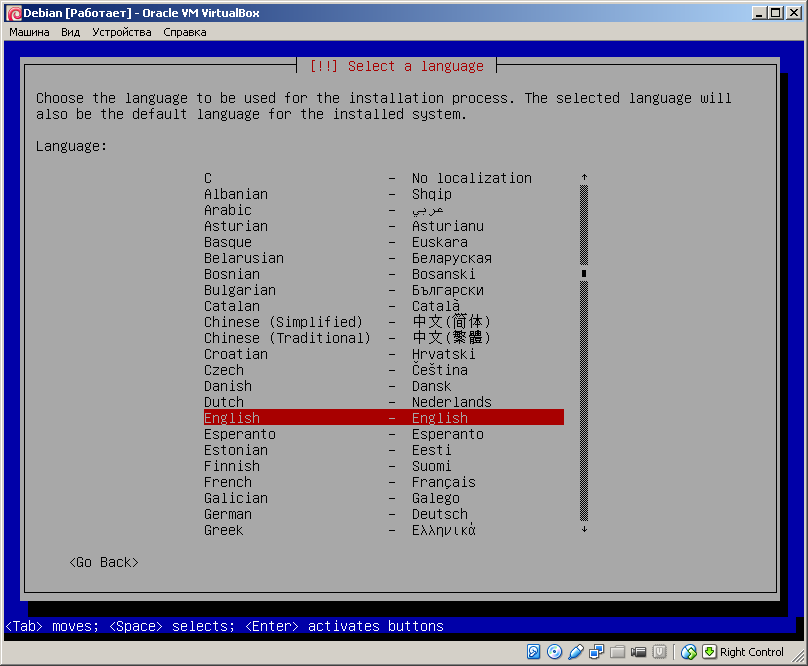 Debian [Работает] - Oracle VM VirtualBox
Машина Вид Устройства Справка
[!!] Select a language
Choose the language to be used for the installation process. The selected language will
also be the default language for the installed system.
Language:
C - No localization
Albanian - Shqip
Arabic - عربي
Asturian - Asturianu
Basque - Euskara
Belarusian - Беларуская
Bosnian - Bosanski
Bulgarian - Български
Catalan - Català
Chinese (Simplified) - 中文(简体)
Chinese (Traditional) - 中文(繁體)
Croatian - Hrvatski
Czech - Čeština
Danish - Dansk
Dutch - Nederlands
English - English
Esperanto - Esperanto
Estonian - Eesti
Finnish - Suomi
French - Français
Galician - Galego
German - Deutsch
Greek - Ελληνικά
<Go Back>
<Tab> moves; <Space> selects; <Enter> activates buttons
Right Control